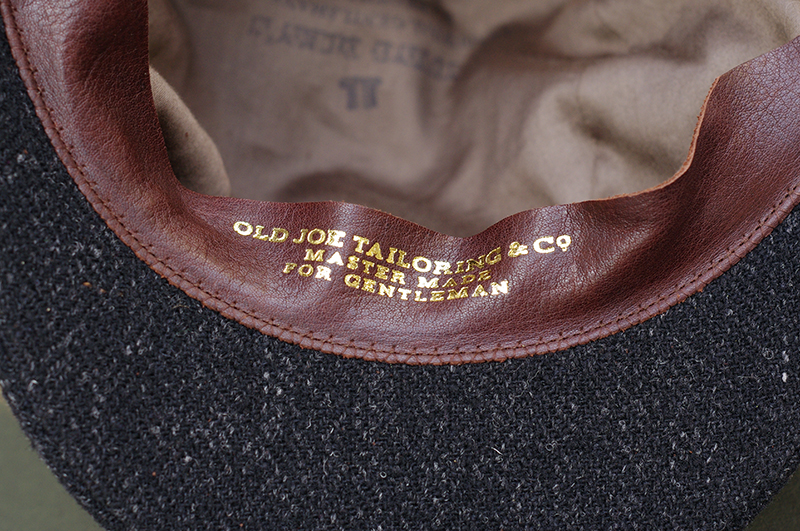 OLD JOE TAILORING & Co.
MASTER MADE
FOR GENTLEMAN